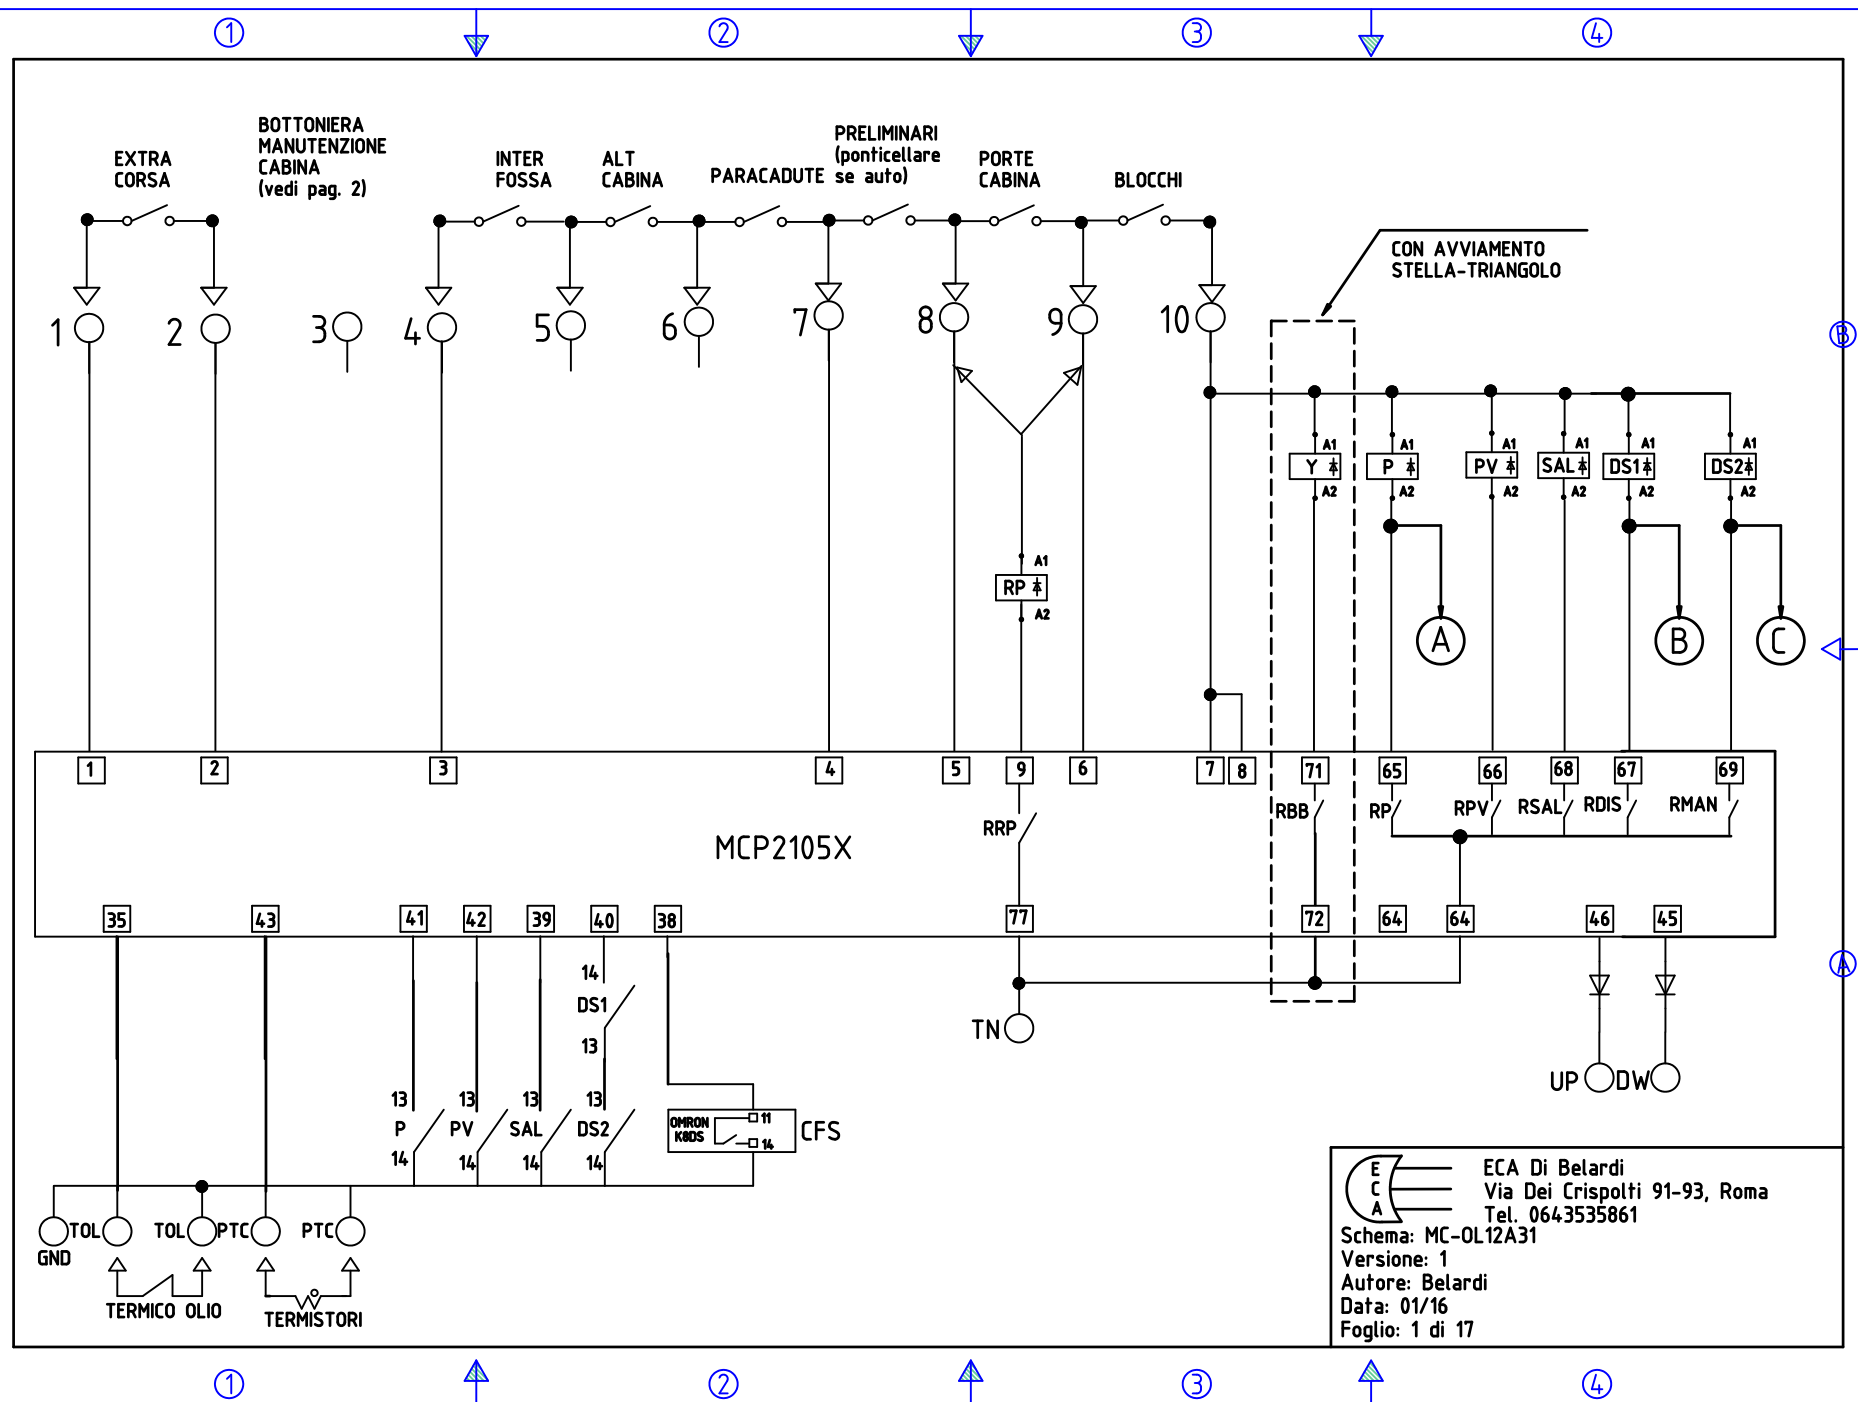 1 2 3 4
BOTTONIERA
MANUTENZIONE
CABINA
(vedi pag. 2)
EXTRA
CORSA
INTER
FOSSA
ALT
CABINA
PARACADUTE
PRELIMINARI
(ponticellare
se auto)
PORTE
CABINA
BLOCCHI
CON AVVIAMENTO
STELLA-TRIANGOLO
1 2 3 4 5 6 7 8 9 10
B
A1 A1 A1 A1 A1 A1
Y P PV SAL DS1 DS2
A2 A2 A2 A2 A2 A2
A1
RP
A2
A B C
1 2 3 4 5 9 6 7 8 71 65 66 68 67 69
RRP RBB RP RPV RSAL RDIS RMAN
MCP2105X
35 43 41 42 39 40 38 77 72 64 64 46 45
A
14
DS1
13
TN
UP DW
13 13 13 13
P PV SAL DS2
14 14 14 14
OMRON
K8DS
11
14
CFS
TOL TOL PTC PTC
GND
TERMICO OLIO
TERMISTORI
E
C
A
ECA Di Belardi
Via Dei Crispolti 91-93, Roma
Tel. 0643535861
Schema: MC-OL12A31
Versione: 1
Autore: Belardi
Data: 01/16
Foglio: 1 di 17
1 2 3 4